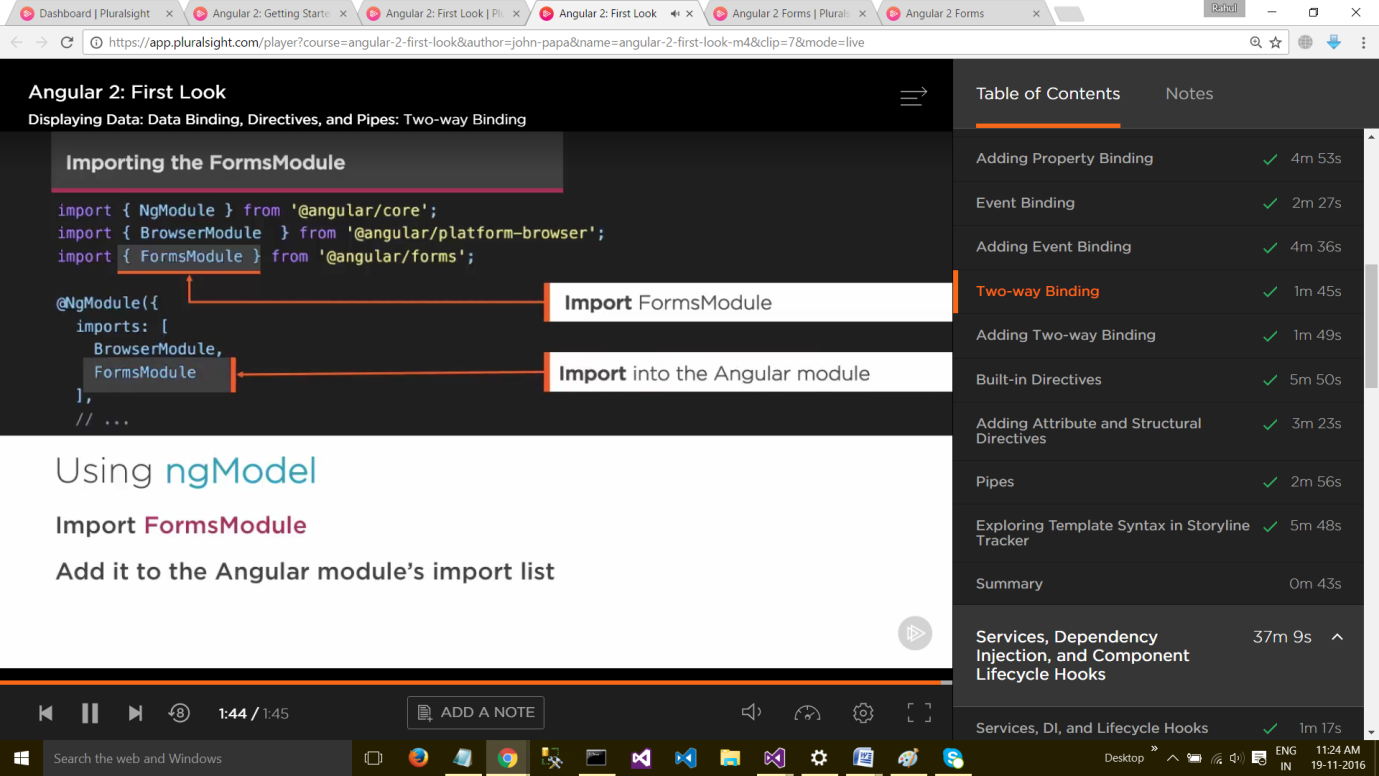 Dashboard | Pluralsight
Angular 2: Getting Starte
Angular 2: First Look | Plu
Angular 2: First Look
Angular 2 Forms | Plurals
Angular 2 Forms
Rahul
https://app.pluralsight.com/player?course=angular-2-first-look&author=john-papa&name=angular-2-first-look-m4&clip=7&mode=live
Angular 2: First Look
Displaying Data: Data Binding, Directives, and Pipes: Two-way Binding
Importing the FormsModule
import { NgModule } from '@angular/core';
import { BrowserModule } from '@angular/platform-browser';
import { FormsModule } from '@angular/forms';
@NgModule({
imports: [
BrowserModule,
FormsModule
],
// ...
Import FormsModule
Import into the Angular module
Using ngModel
Import FormsModule
Add it to the Angular module's import list
8
1:44 / 1:45
ADD A NOTE
Table of Contents
Notes
Adding Property Binding 4m 53s
Event Binding 2m 27s
Adding Event Binding 4m 36s
Two-way Binding 1m 45s
Adding Two-way Binding 1m 49s
Built-in Directives 5m 50s
Adding Attribute and Structural 3m 23s
Directives
Pipes 2m 56s
Exploring Template Syntax in Storyline 5m 48s
Tracker
Summary 0m 43s
Services, Dependency 37m 9s
Injection, and Component
Lifecycle Hooks
Services, DI, and Lifecycle Hooks 1m 17s
Search the web and Windows
Desktop
ENG
IN
11:24 AM
19-11-2016